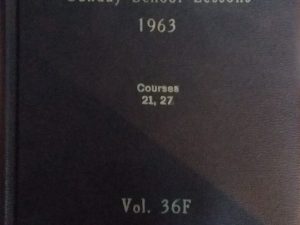 Sunday School Lessons
1963
Courses
21, 27
Vol. 36F